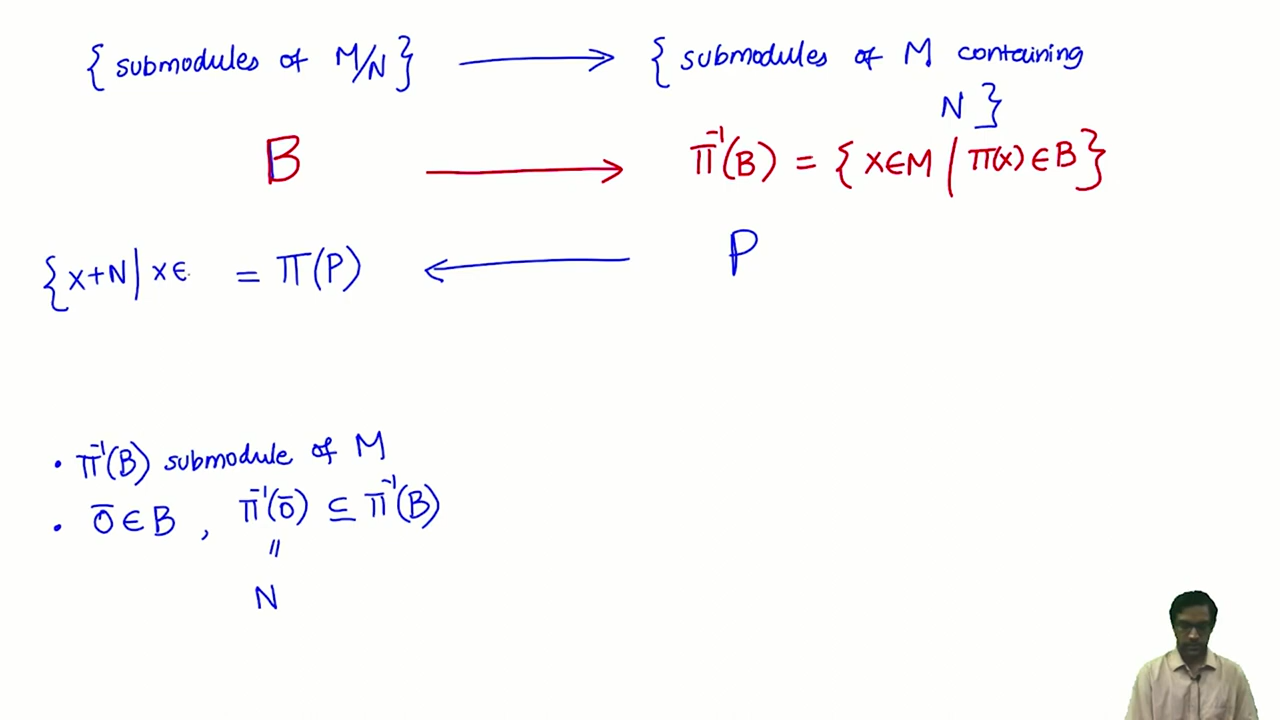 {submodules of M/N} ⟶ {submodules of M containing
N}
B ⟶ π⁻¹(B) = {x∈M / π(x)∈B}
{x+N | x∈ = π(P) ⟵ P
• π⁻¹(B) submodule of M
• 0̄∈B , π⁻¹(0̄) ⊆ π⁻¹(B)
=
N